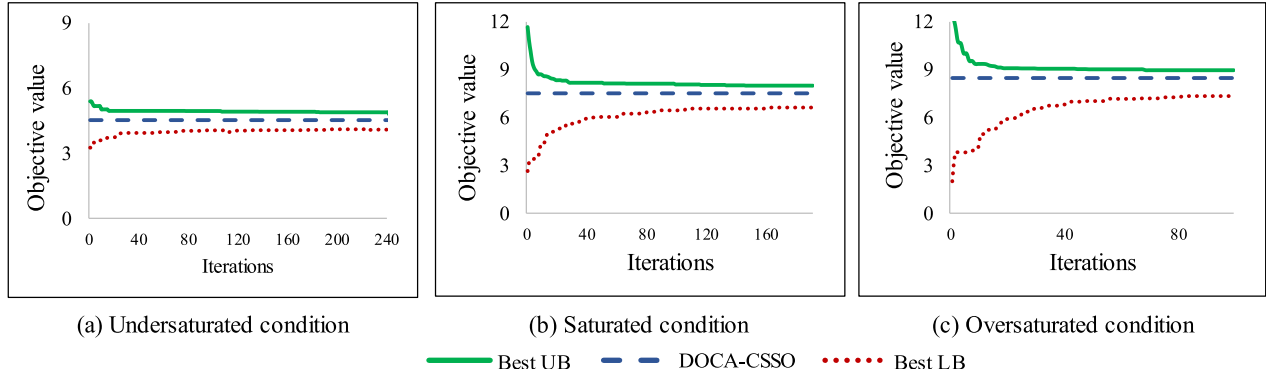 9
6
3
0
Objective value
0
40
80
120
160
200
240
Iterations
(a) Undersaturated condition
12
9
6
3
0
Objective value
0
40
80
120
160
Iterations
(b) Saturated condition
12
9
6
3
0
Objective value
0
40
80
Iterations
(c) Oversaturated condition
Best UB
DOCA-CSSO
Best LB